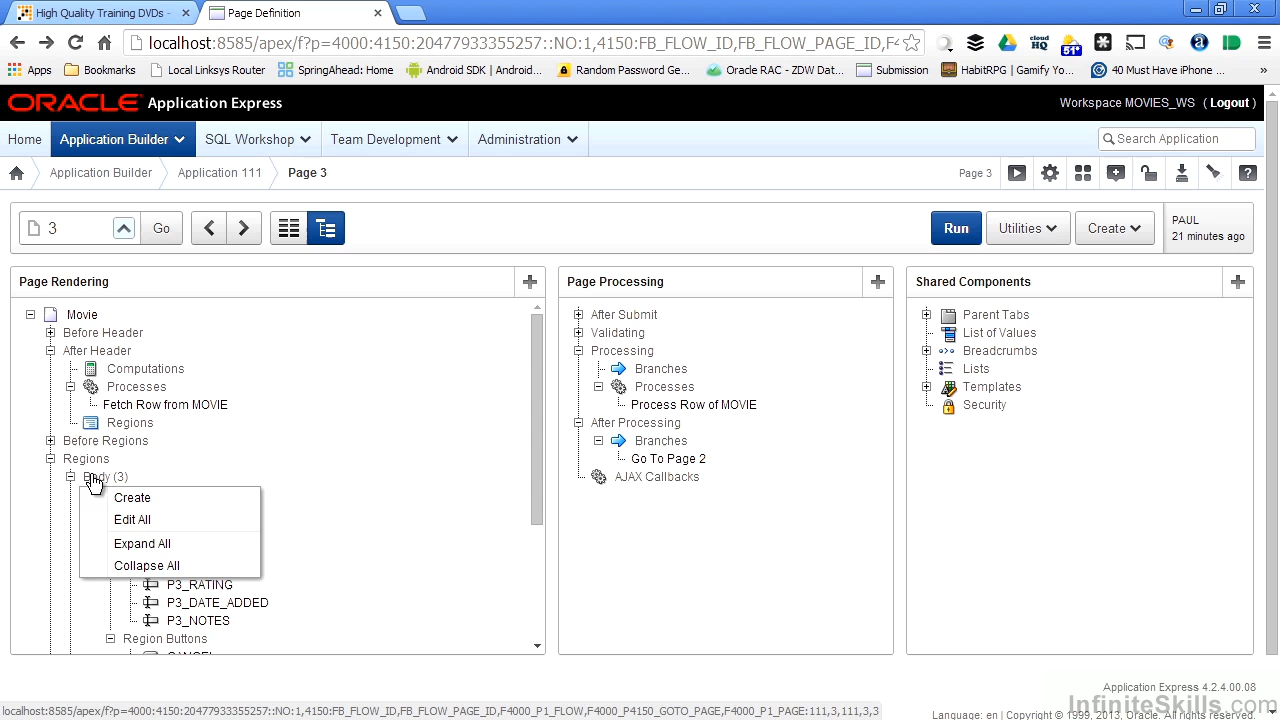 High Quality Training DVDs -
Page Definition
localhost:8585/apex/f?p=4000:4150:20477933355257::NO:1,4150:FB_FLOW_ID,FB_FLOW_PAGE_ID,F4
cloud
HQ
51°
Apps
Bookmarks
Local Linksys Router
SpringAhead: Home
Android SDK | Android...
Random Password Ge...
Oracle RAC - ZDW Dat...
Submission
HabitRPG | Gamify Yo...
40 Must Have iPhone ...
»
ORACLE Application Express
Workspace MOVIES_WS ( Logout )
Home
Application Builder
SQL Workshop
Team Development
Administration
Search Application
Application Builder
Application 111
Page 3
Page 3
?
3
Go
Run
Utilities
Create
PAUL
21 minutes ago
Page Rendering
Movie
Before Header
After Header
Computations
Processes
Fetch Row from MOVIE
Regions
Before Regions
Regions
Body (3)
Create
Edit All
Expand All
Collapse All
P3_RATING
P3_DATE_ADDED
P3_NOTES
Region Buttons
CANCEL
Page Processing
After Submit
Validating
Processing
Branches
Processes
Process Row of MOVIE
After Processing
Branches
Go To Page 2
AJAX Callbacks
Shared Components
Parent Tabs
List of Values
Breadcrumbs
Lists
Templates
Security
Application Express 4.2.4.00.08
Language: en | Copyright © 1999, 2013, Oracle. All rights reserved.
InfiniteSkills.com
localhost:8585/apex/f?p=4000:4150:20477933355257::NO:1,4150:FB_FLOW_ID,FB_FLOW_PAGE_ID,F4000_P1_FLOW,F4000_P4150_GOTO_PAGE,F4000_P1_PAGE:111,3,111,3,3